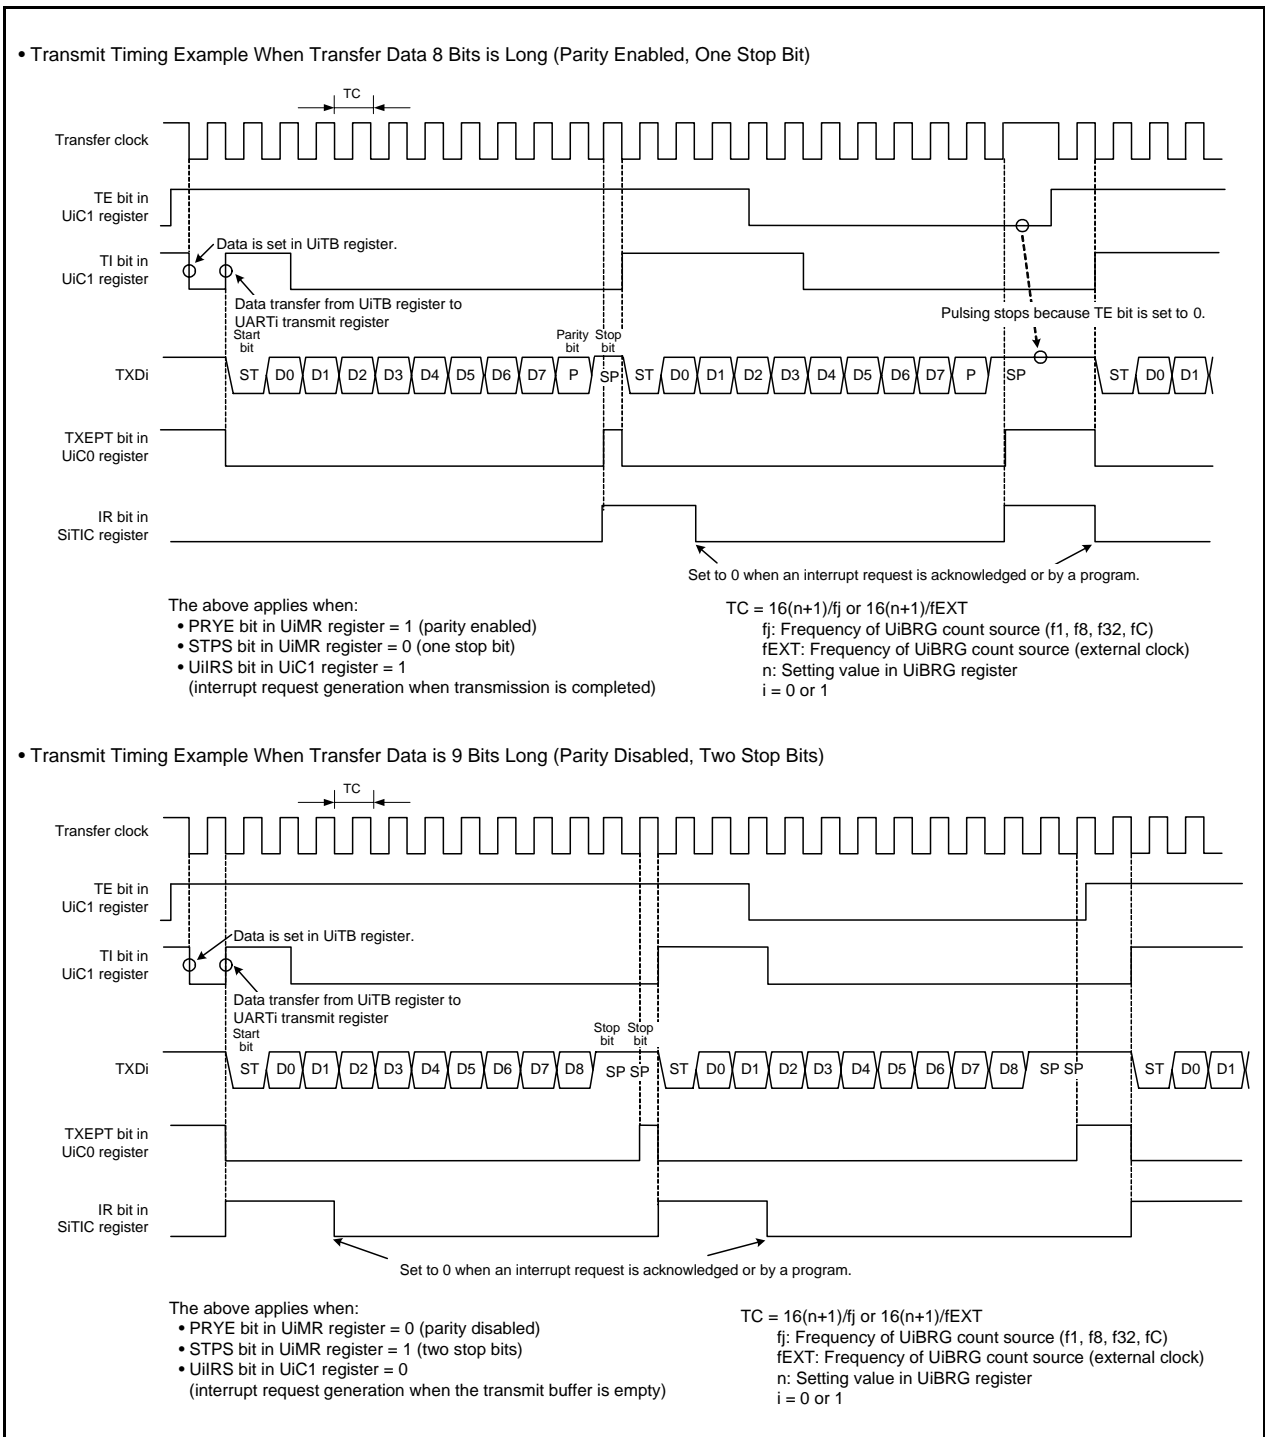 • Transmit Timing Example When Transfer Data 8 Bits is Long (Parity Enabled, One Stop Bit)
TC
Transfer clock
TE bit in
UiC1 register
Data is set in UiTB register.
TI bit in
UiC1 register
Data transfer from UiTB register to
UARTi transmit register
Pulsing stops because TE bit is set to 0.
Start
bit
Parity
bit
Stop
bit
TXDi
ST D0 D1 D2 D3 D4 D5 D6 D7 P SP ST D0 D1 D2 D3 D4 D5 D6 D7 P SP ST D0 D1
TXEPT bit in
UiC0 register
IR bit in
SiTIC register
Set to 0 when an interrupt request is acknowledged or by a program.
The above applies when:
• PRYE bit in UiMR register = 1 (parity enabled)
• STPS bit in UiMR register = 0 (one stop bit)
• UiIRS bit in UiC1 register = 1
(interrupt request generation when transmission is completed)
TC = 16(n+1)/fj or 16(n+1)/fEXT
fj: Frequency of UiBRG count source (f1, f8, f32, fC)
fEXT: Frequency of UiBRG count source (external clock)
n: Setting value in UiBRG register
i = 0 or 1
• Transmit Timing Example When Transfer Data is 9 Bits Long (Parity Disabled, Two Stop Bits)
TC
Transfer clock
TE bit in
UiC1 register
Data is set in UiTB register.
TI bit in
UiC1 register
Data transfer from UiTB register to
UARTi transmit register
Start
bit
Stop
bit
Stop
bit
TXDi
ST D0 D1 D2 D3 D4 D5 D6 D7 D8 SP SP ST D0 D1 D2 D3 D4 D5 D6 D7 D8 SP SP ST D0 D1
TXEPT bit in
UiC0 register
IR bit in
SiTIC register
Set to 0 when an interrupt request is acknowledged or by a program.
The above applies when:
• PRYE bit in UiMR register = 0 (parity disabled)
• STPS bit in UiMR register = 1 (two stop bits)
• UiIRS bit in UiC1 register = 0
(interrupt request generation when the transmit buffer is empty)
TC = 16(n+1)/fj or 16(n+1)/fEXT
fj: Frequency of UiBRG count source (f1, f8, f32, fC)
fEXT: Frequency of UiBRG count source (external clock)
n: Setting value in UiBRG register
i = 0 or 1